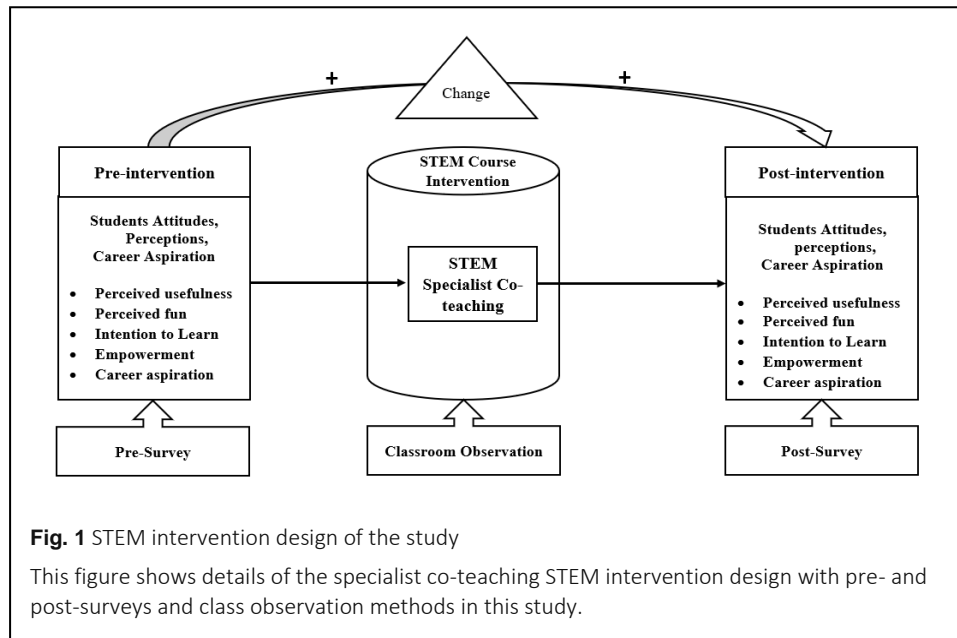 +
Change
+
Pre-intervention
Students Attitudes,
Perceptions,
Career Aspiration
• Perceived usefulness
• Perceived fun
• Intention to Learn
• Empowerment
• Career aspiration
Pre-Survey
STEM Course
Intervention
STEM
Specialist Co-
teaching
Classroom Observation
Post-intervention
Students Attitudes,
perceptions,
Career Aspiration
• Perceived usefulness
• Perceived fun
• Intention to Learn
• Empowerment
• Career aspiration
Post-Survey
Fig. 1 STEM intervention design of the study
This figure shows details of the specialist co-teaching STEM intervention design with pre- and
post-surveys and class observation methods in this study.